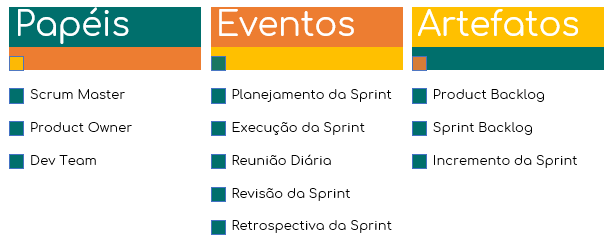 Papéis
Scrum Master
Product Owner
Dev Team
Eventos
Planejamento da Sprint
Execução da Sprint
Reunião Diária
Revisão da Sprint
Retrospectiva da Sprint
Artefatos
Product Backlog
Sprint Backlog
Incremento da Sprint